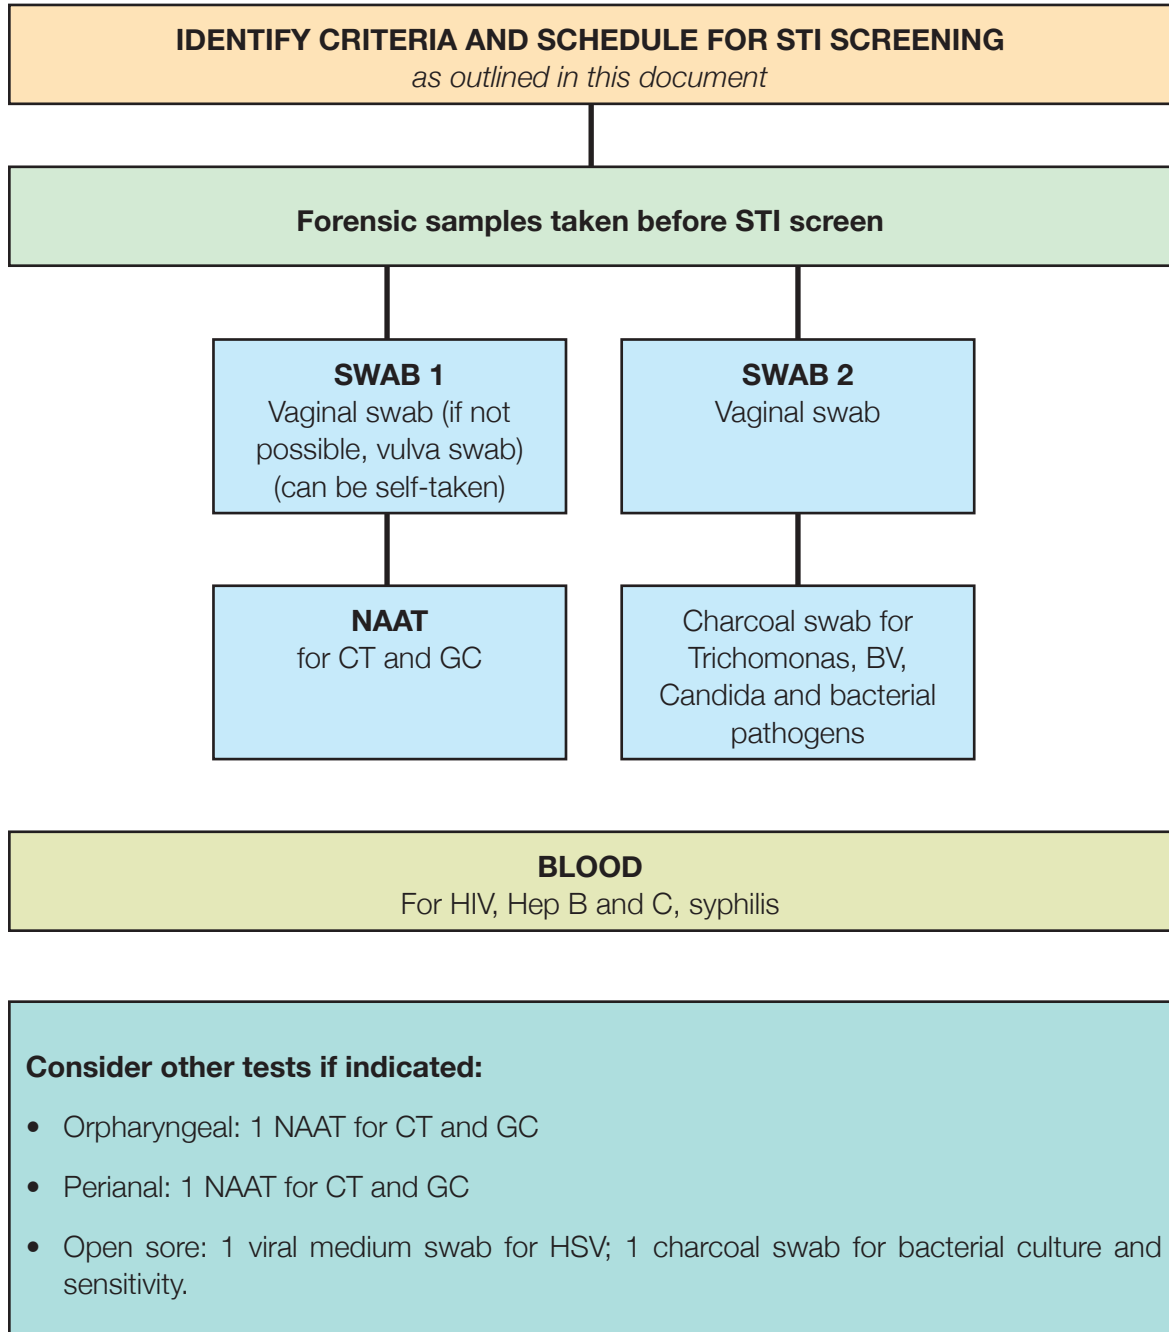 IDENTIFY CRITERIA AND SCHEDULE FOR STI SCREENING
as outlined in this document
Forensic samples taken before STI screen
SWAB 1
Vaginal swab (if not
possible, vulva swab)
(can be self-taken)
SWAB 2
Vaginal swab
NAAT
for CT and GC
Charcoal swab for
Trichomonas, BV,
Candida and bacterial
pathogens
BLOOD
For HIV, Hep B and C, syphilis
Consider other tests if indicated:
• Orpharyngeal: 1 NAAT for CT and GC
• Perianal: 1 NAAT for CT and GC
• Open sore: 1 viral medium swab for HSV; 1 charcoal swab for bacterial culture and
sensitivity.